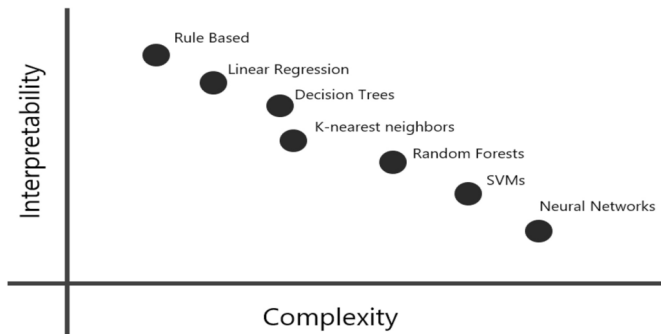 Rule Based
Linear Regression
Decision Trees
K-nearest neighbors
Random Forests
SVMs
Neural Networks
Interpretability
Complexity